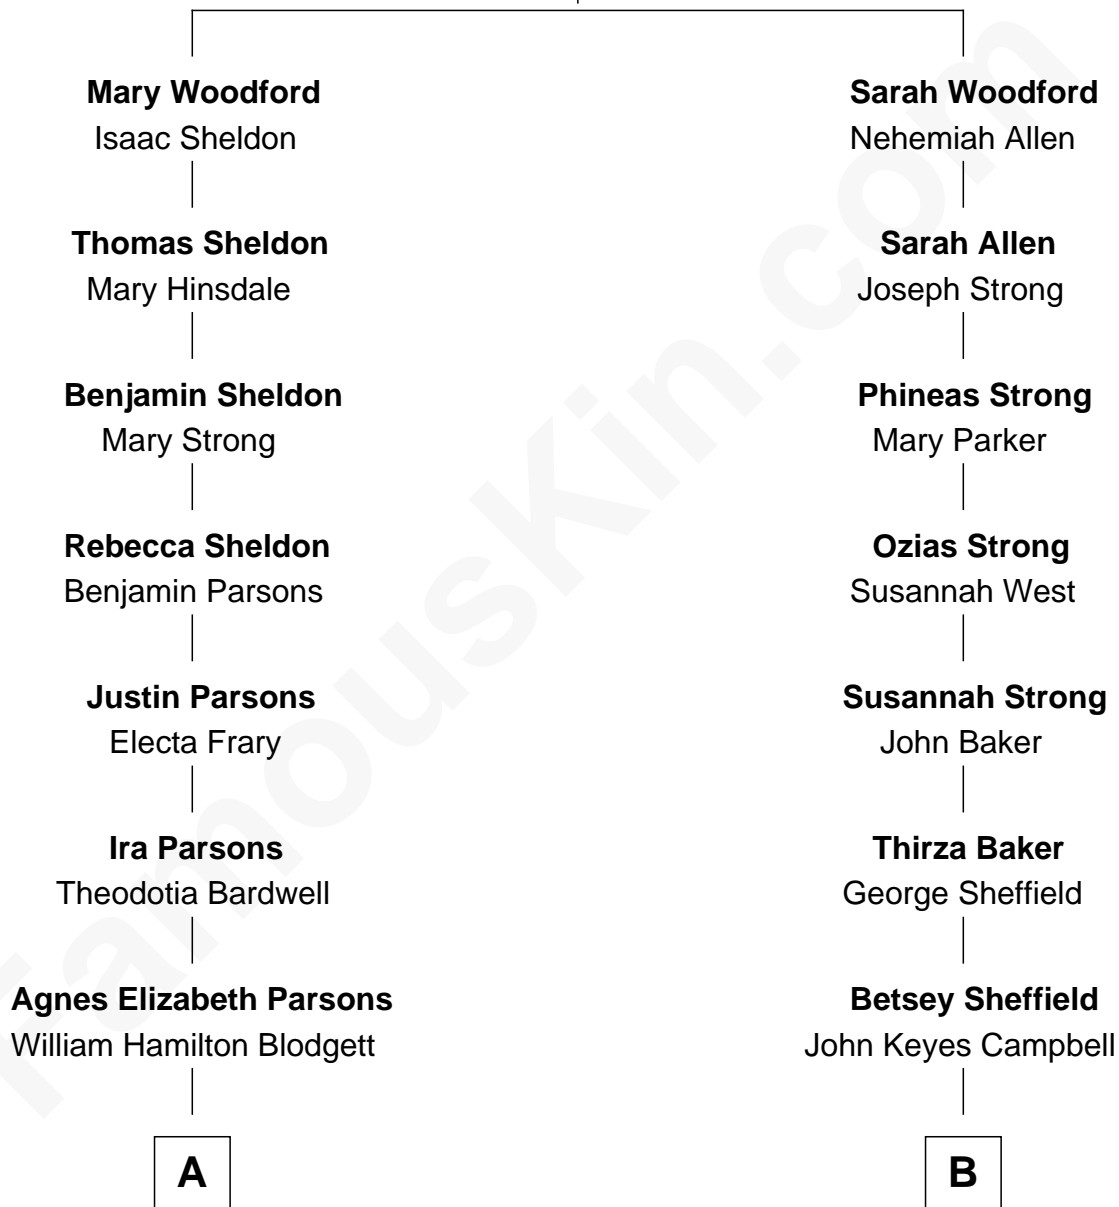 Mary Woodford
Isaac Sheldon
Thomas Sheldon
Mary Hinsdale
Benjamin Sheldon
Mary Strong
Rebecca Sheldon
Benjamin Parsons
Justin Parsons
Electa Frary
Ira Parsons
Theodotia Bardwell
Agnes Elizabeth Parsons
William Hamilton Blodgett
A
Sarah Woodford
Nehemiah Allen
Sarah Allen
Joseph Strong
Phineas Strong
Mary Parker
Ozias Strong
Susannah West
Susannah Strong
John Baker
Thirza Baker
George Sheffield
Betsey Sheffield
John Keyes Campbell
B
FamousKin.com